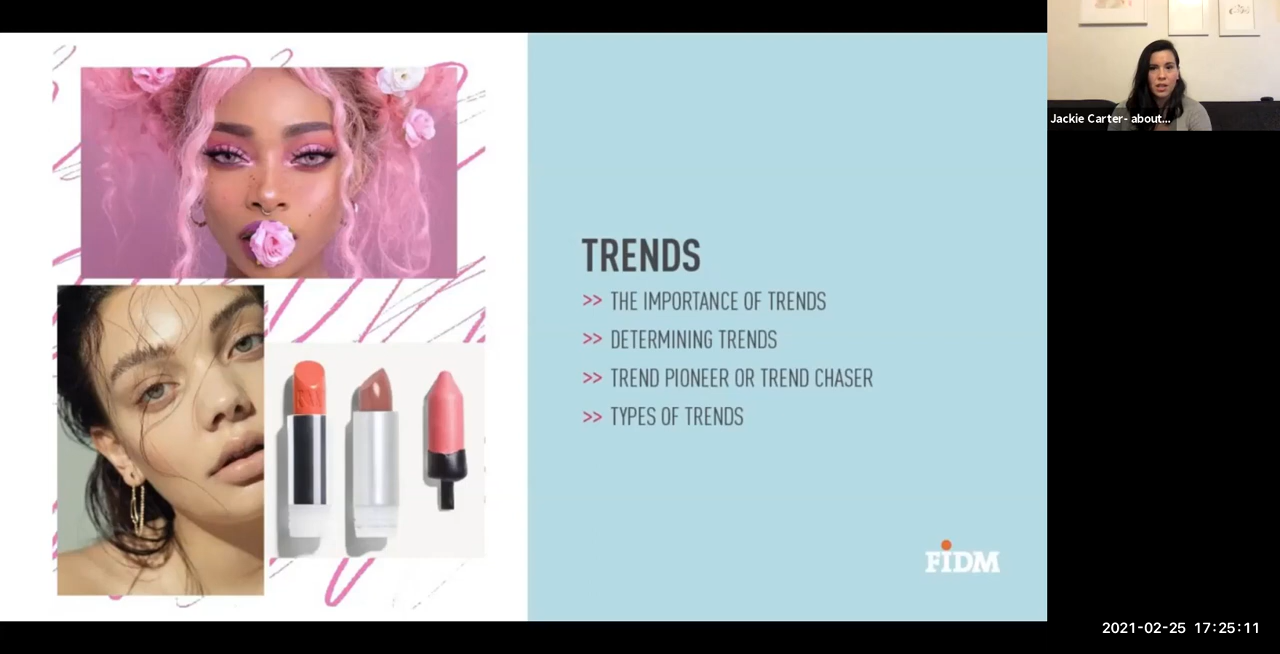 Jackie Carter- about...
TRENDS
>> THE IMPORTANCE OF TRENDS
>> DETERMINING TRENDS
>> TREND PIONEER OR TREND CHASER
>> TYPES OF TRENDS
FIDM
2021-02-25 17:25:11